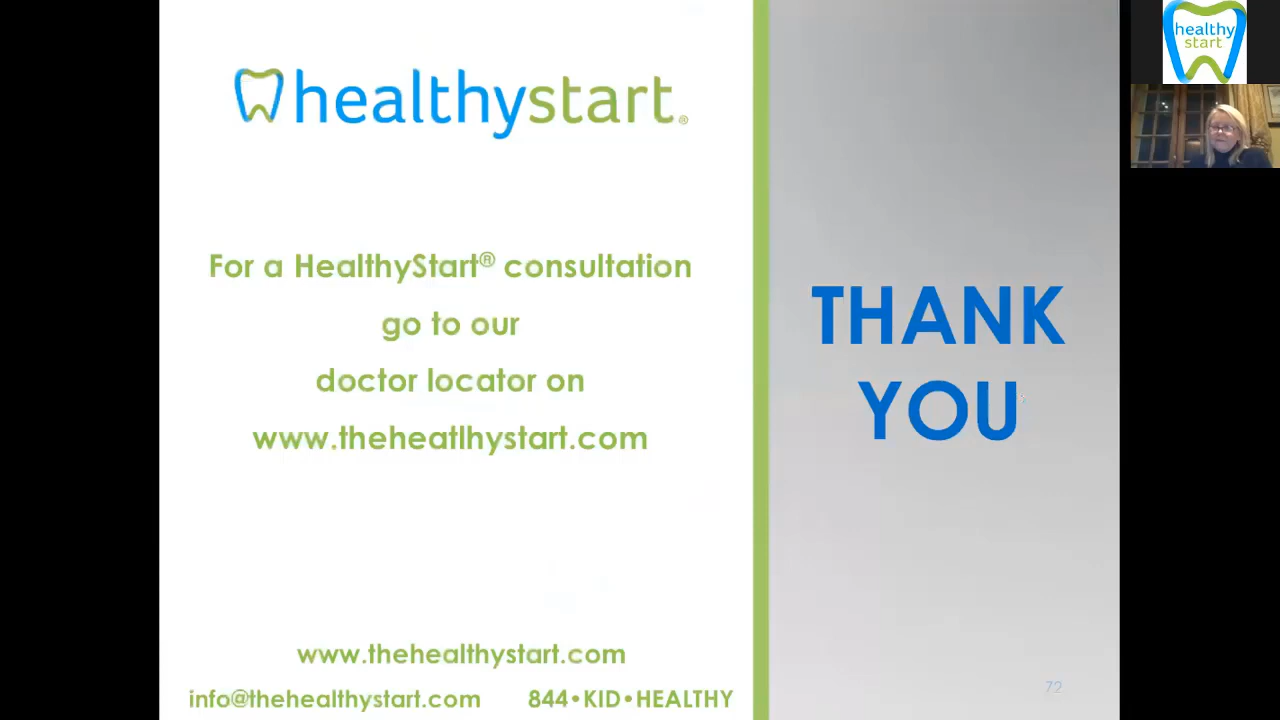 healthystart®
For a HealthyStart® consultation
go to our
doctor locator on
www.theheatlhystart.com
www.thehealthystart.com
info@thehealthystart.com 844•KID•HEALTHY
THANK
YOU
72
healthy
start